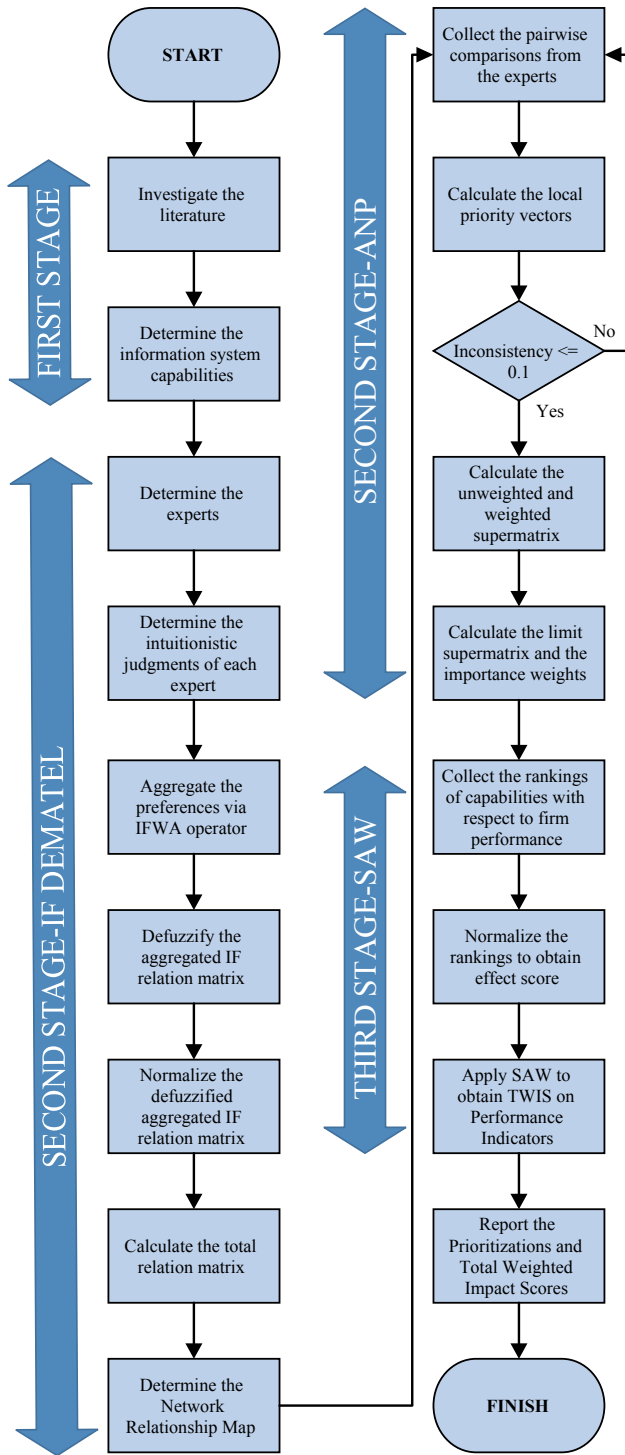 START
FIRST STAGE
Investigate the
literature
Determine the
information system
capabilities
SECOND STAGE-IF DEMATEL
Determine the
experts
Determine the
intuitionistic
judgments of each
expert
Aggregate the
preferences via
IFWA operator
Defuzzify the
aggregated IF
relation matrix
Normalize the
defuzzified
aggregated IF
relation matrix
Calculate the total
relation matrix
Determine the
Network
Relationship Map
SECOND STAGE-ANP
Collect the pairwise
comparisons from
the experts
Calculate the local
priority vectors
Inconsistency <=
0.1
No
Yes
Calculate the
unweighted and
weighted
supermatrix
Calculate the limit
supermatrix and the
importance weights
THIRD STAGE-SAW
Collect the rankings
of capabilities with
respect to firm
performance
Normalize the
rankings to obtain
effect score
Apply SAW to
obtain TWIS on
Performance
Indicators
Report the
Prioritizations and
Total Weighted
Impact Scores
FINISH